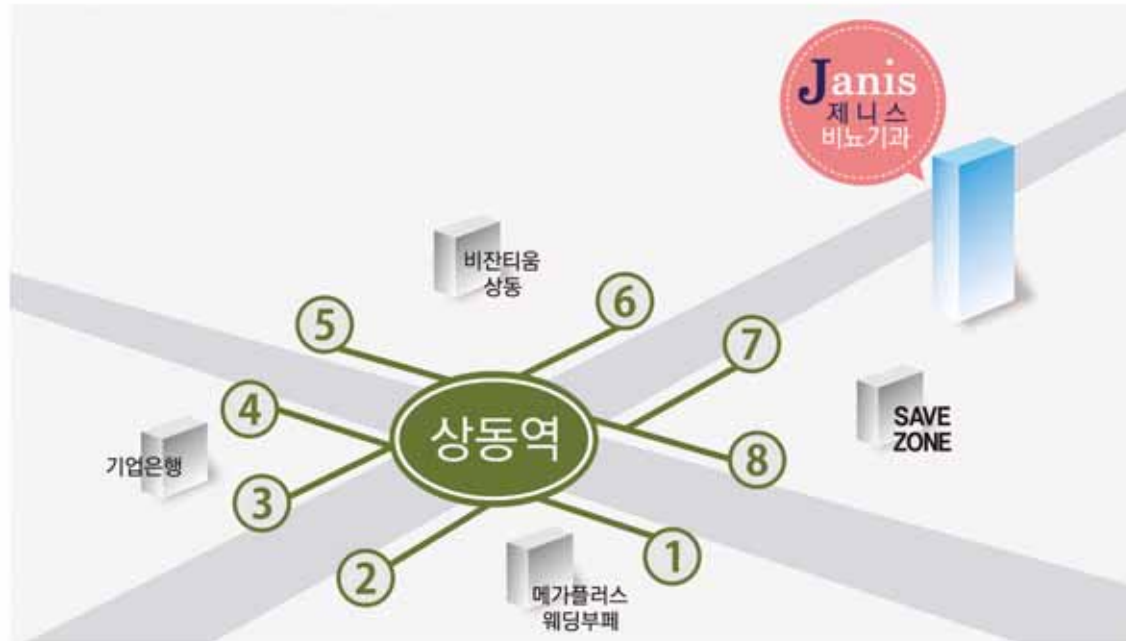 Janis
제니스
비뇨기과
비잔티움
상동
6
5
7
4
상동역
SAVE
ZONE
기업은행
8
3
1
2
메가플러스
웨딩부페